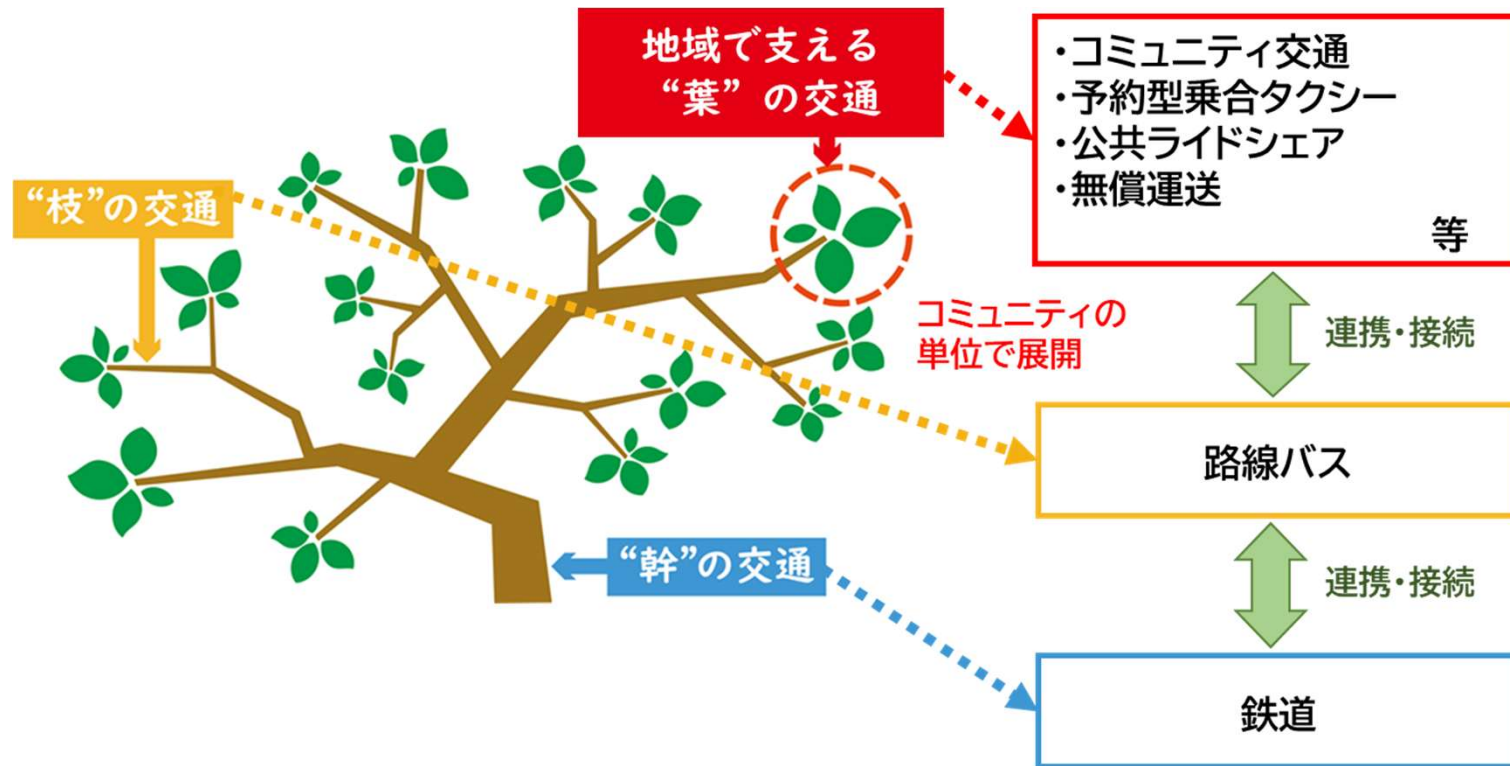 地域で支える
“葉”の交通
・コミュニティ交通
・予約型乗合タクシー
・公共ライドシェア
・無償運送
等
“枝”の交通
コミュニティの
単位で展開
連携・接続
路線バス
“幹”の交通
連携・接続
鉄道